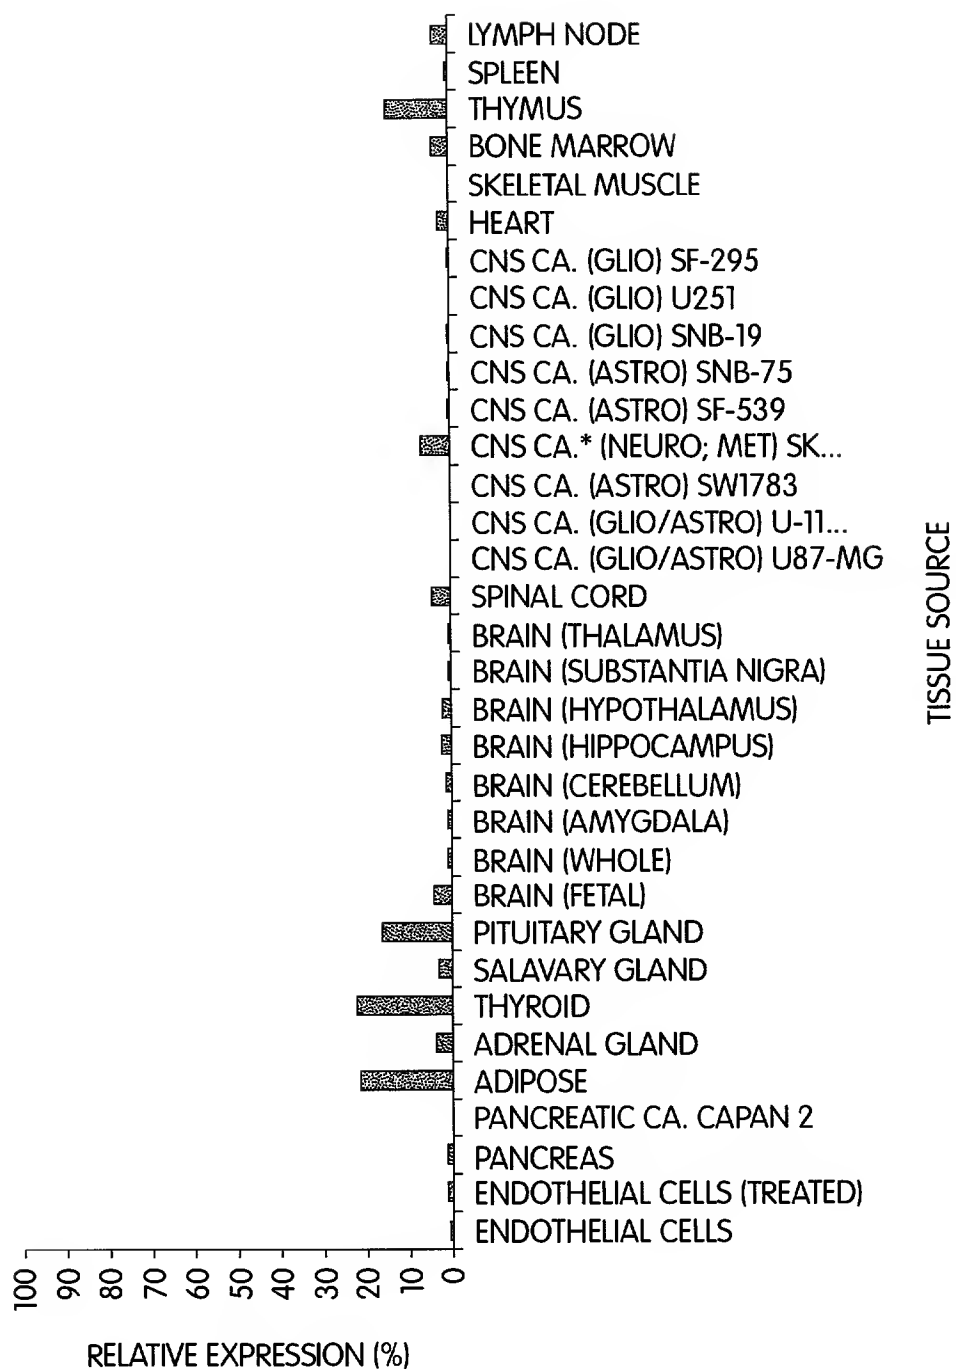 LYMPH NODE
SPLEEN
THYMUS
BONE MARROW
SKELETAL MUSCLE
HEART
CNS CA. (GLIO) SF-295
CNS CA. (GLIO) U251
CNS CA. (GLIO) SNB-19
CNS CA. (ASTRO) SNB-75
CNS CA. (ASTRO) SF-539
CNS CA.* (NEURO; MET) SK...
CNS CA. (ASTRO) SW1783
CNS CA. (GLIO/ASTRO) U-11...
CNS CA. (GLIO/ASTRO) U87-MG
SPINAL CORD
BRAIN (THALAMUS)
BRAIN (SUBSTANTIA NIGRA)
BRAIN (HYPOTHALAMUS)
BRAIN (HIPPOCAMPUS)
BRAIN (CEREBELLUM)
BRAIN (AMYGDALA)
BRAIN (WHOLE)
BRAIN (FETAL)
PITUITARY GLAND
SALAVARY GLAND
THYROID
ADRENAL GLAND
ADIPOSE
PANCREATIC CA. CAPAN 2
PANCREAS
ENDOTHELIAL CELLS (TREATED)
ENDOTHELIAL CELLS
TISSUE SOURCE
100 90 80 70 60 50 40 30 20 10 0
RELATIVE EXPRESSION (%)